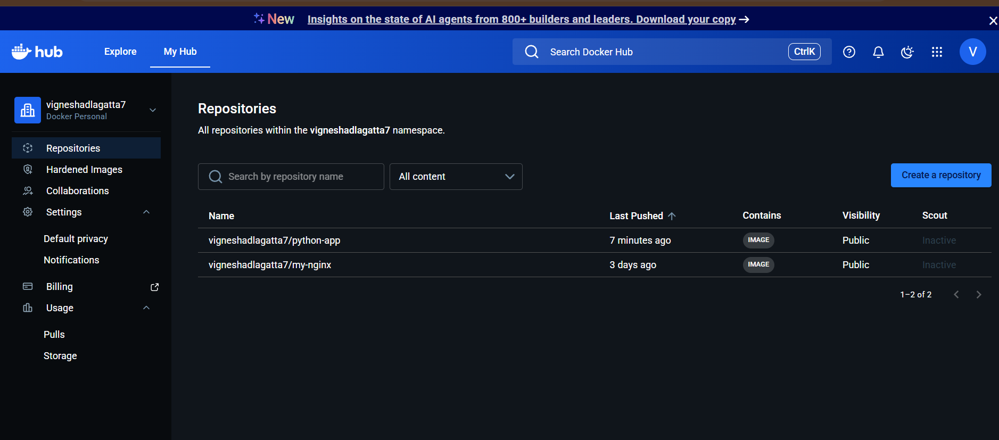 New Insights on the state of AI agents from 800+ builders and leaders. Download your copy →
hub Explore My Hub Search Docker Hub CtrlK V
vigneshadlagatta7
Docker Personal
Repositories
Hardened Images
Collaborations
Settings
Default privacy
Notifications
Billing
Usage
Pulls
Storage
Repositories
All repositories within the vigneshadlagatta7 namespace.
Search by repository name All content Create a repository
Name Last Pushed Contains Visibility Scout
vigneshadlagatta7/python-app 7 minutes ago IMAGE Public Inactive
vigneshadlagatta7/my-nginx 3 days ago IMAGE Public Inactive
1–2 of 2